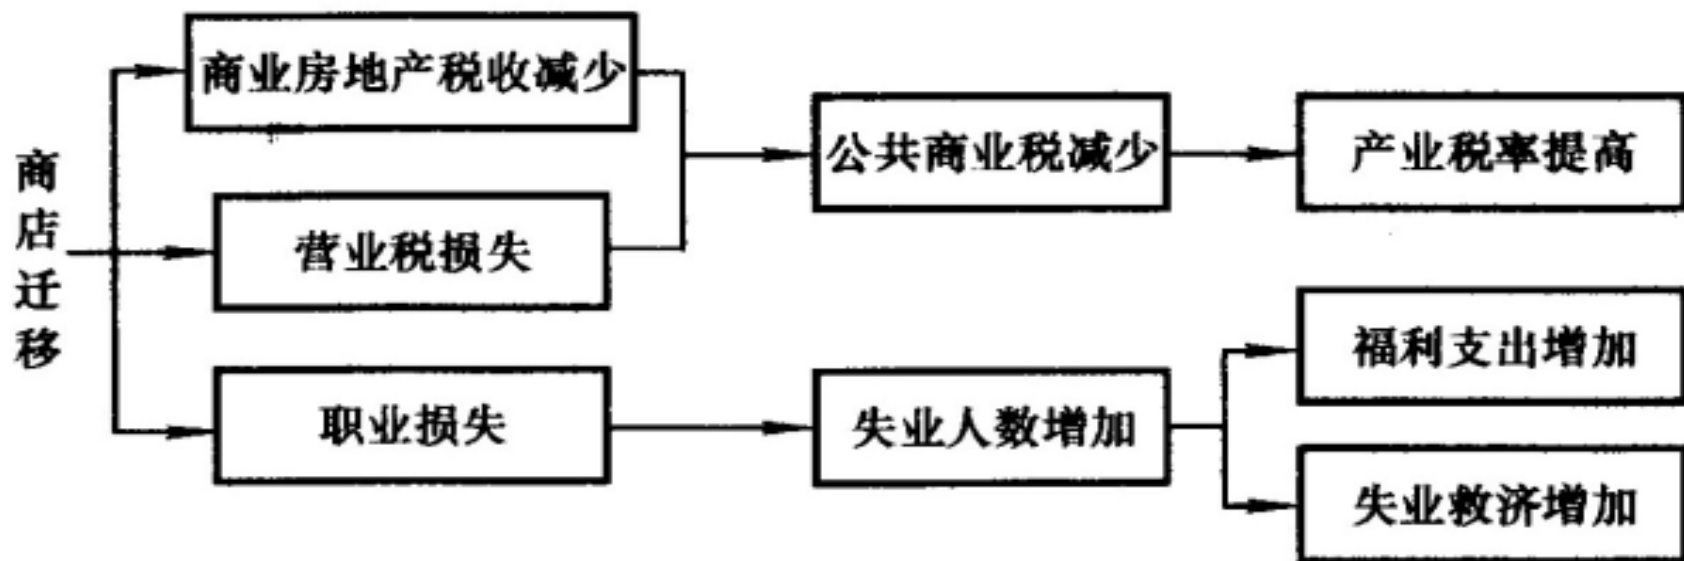 商店迁移
商业房地产税收减少
营业税损失
职业损失
公共商业税减少
失业人数增加
产业税率提高
福利支出增加
失业救济增加